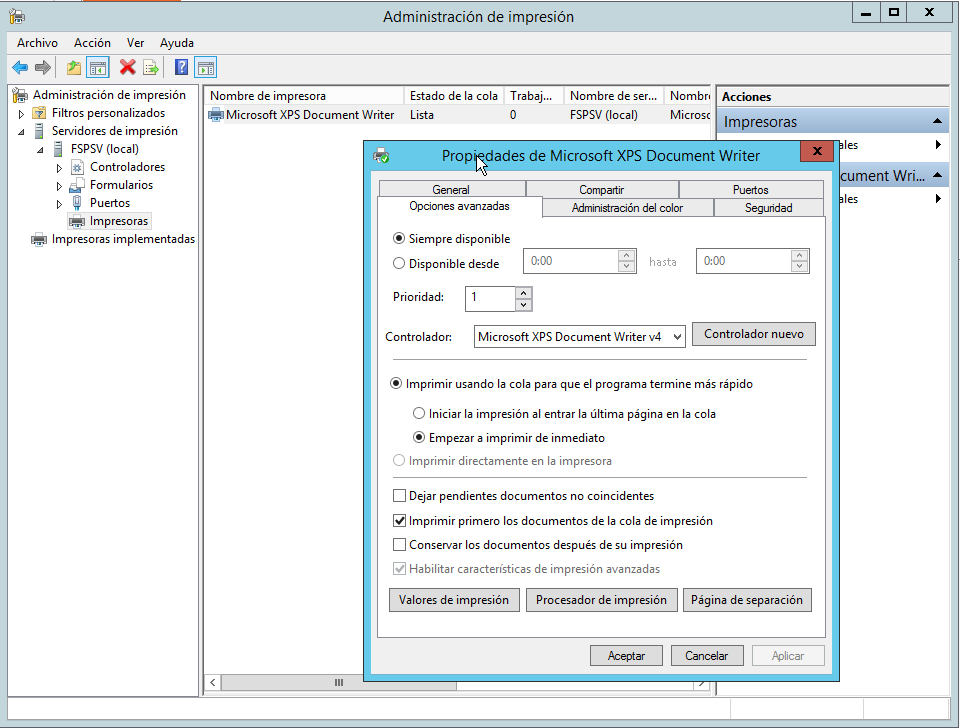 Administración de impresión
Archivo Acción Ver Ayuda
Administración de impresión
Filtros personalizados
Servidores de impresión
FSPSV (local)
Controladores
Formularios
Puertos
Impresoras
Impresoras implementadas
Nombre de impresora Estado de la cola Trabaj... Nombre de ser... Nombre
Microsoft XPS Document Writer Lista 0 FSPSV (local) Microso
Acciones
Impresoras
ales
cument Wri...
ales
Propiedades de Microsoft XPS Document Writer
General Compartir Puertos
Opciones avanzadas Administración del color Seguridad
Siempre disponible
Disponible desde 0:00 hasta 0:00
Prioridad: 1
Controlador: Microsoft XPS Document Writer v4 Controlador nuevo
Imprimir usando la cola para que el programa termine más rápido
Iniciar la impresión al entrar la última página en la cola
Empezar a imprimir de inmediato
Imprimir directamente en la impresora
Dejar pendientes documentos no coincidentes
Imprimir primero los documentos de la cola de impresión
Conservar los documentos después de su impresión
Habilitar características de impresión avanzadas
Valores de impresión Procesador de impresión Página de separación
Aceptar Cancelar Aplicar